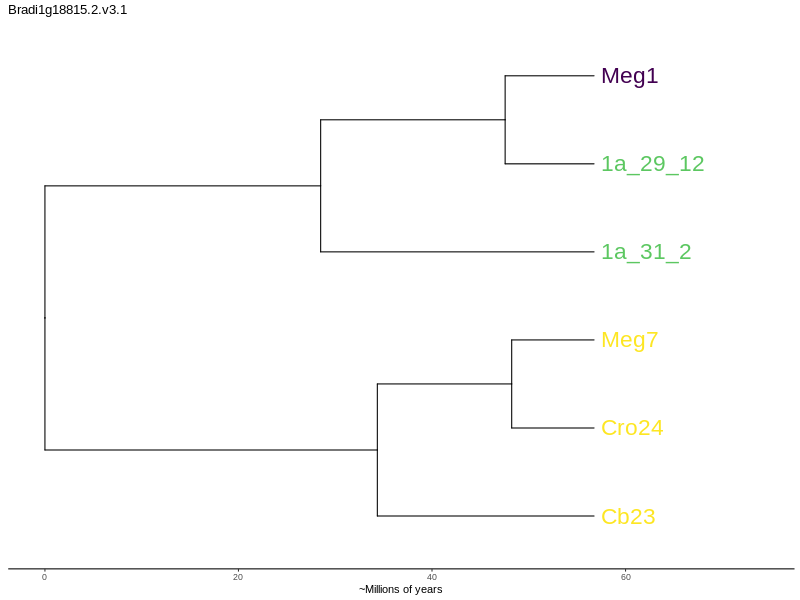 Bradi1g18815.2.v3.1
Meg1
1a_29_12
1a_31_2
Meg7
Cro24
Cb23
0 20 40 60
~Millions of years